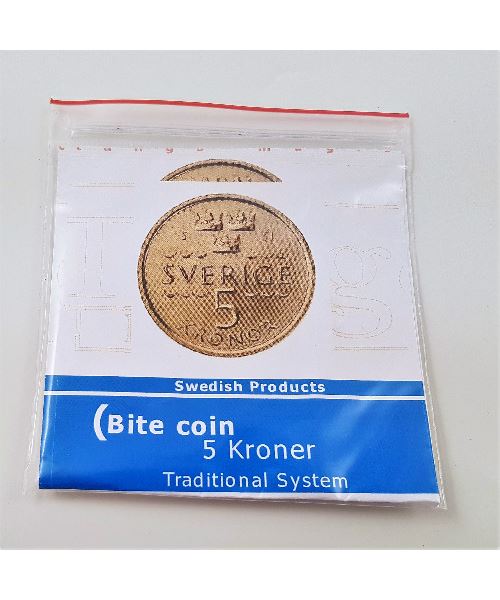 SVERIGE
5
KRONOR
Swedish Products
(Bite coin
5 Kroner
Traditional System